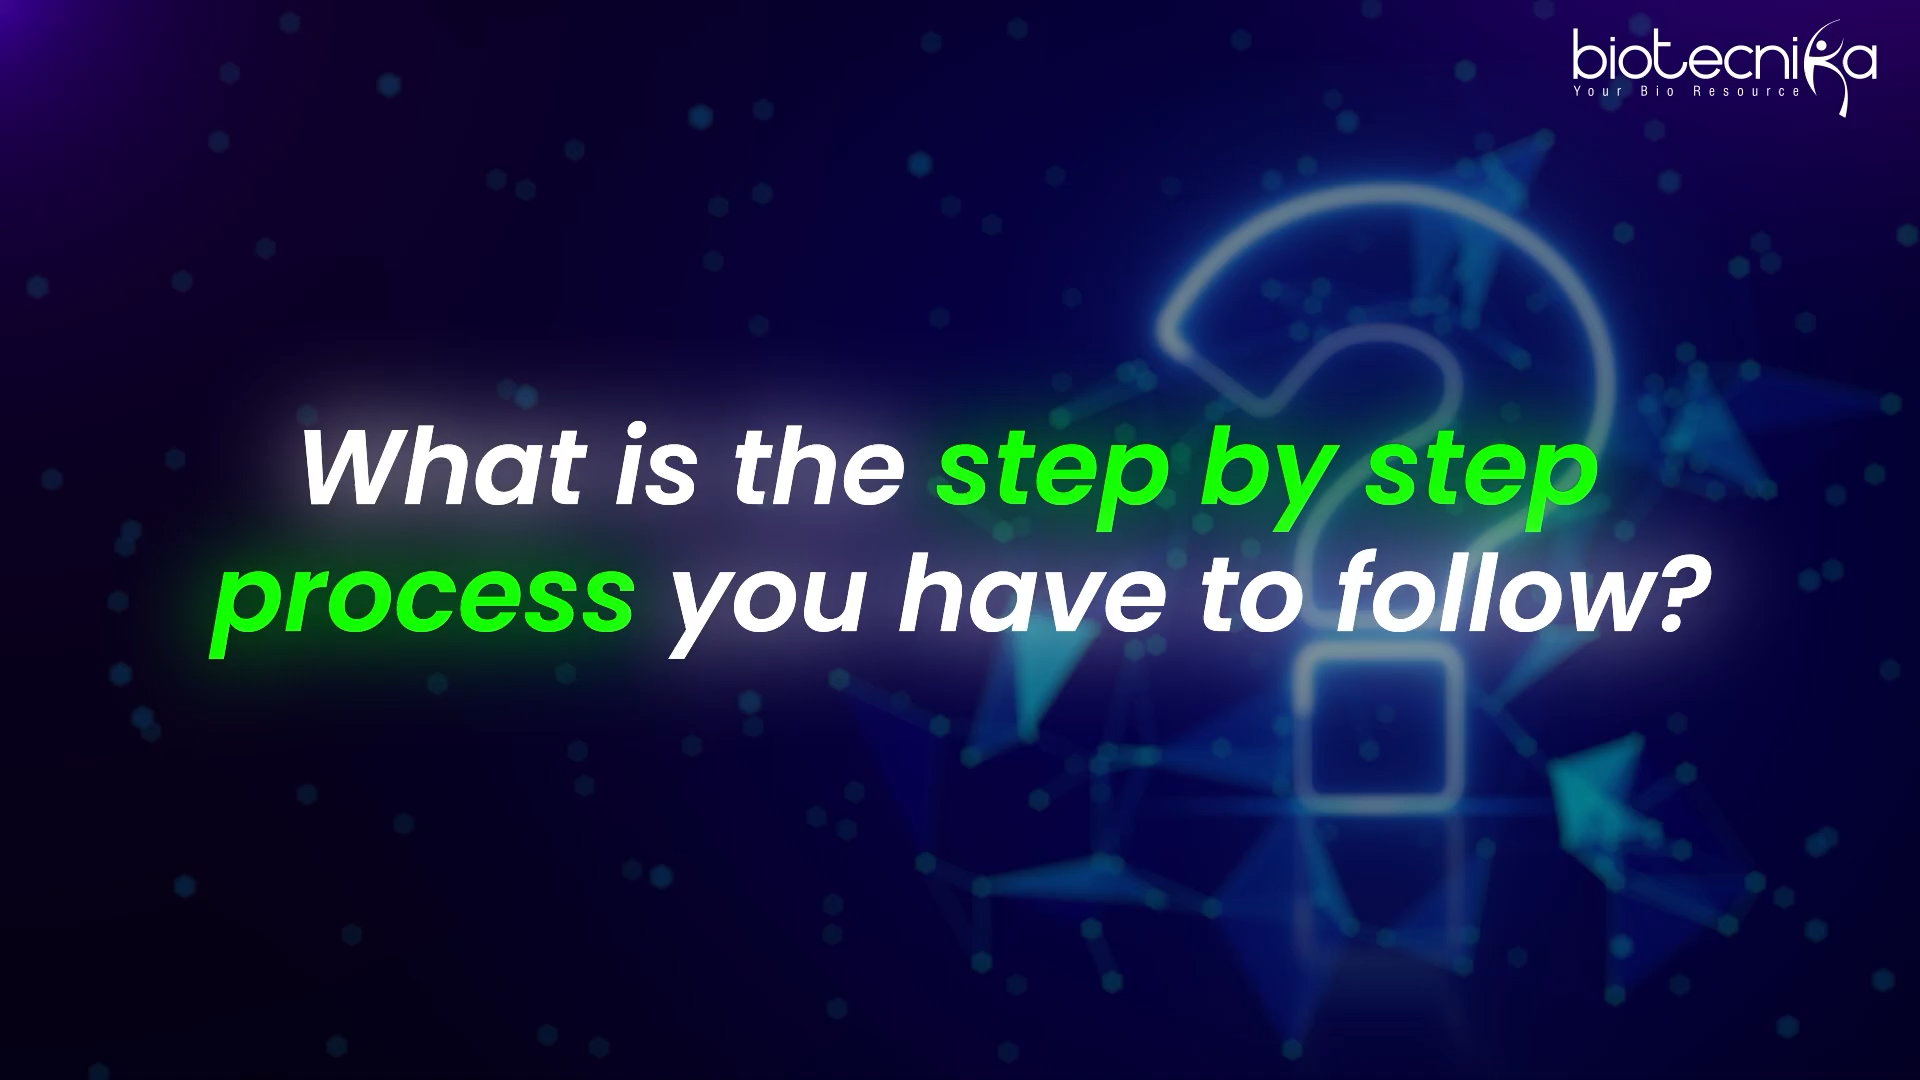 biotecnika
Your Bio Resource
What is the step by step
process you have to follow?